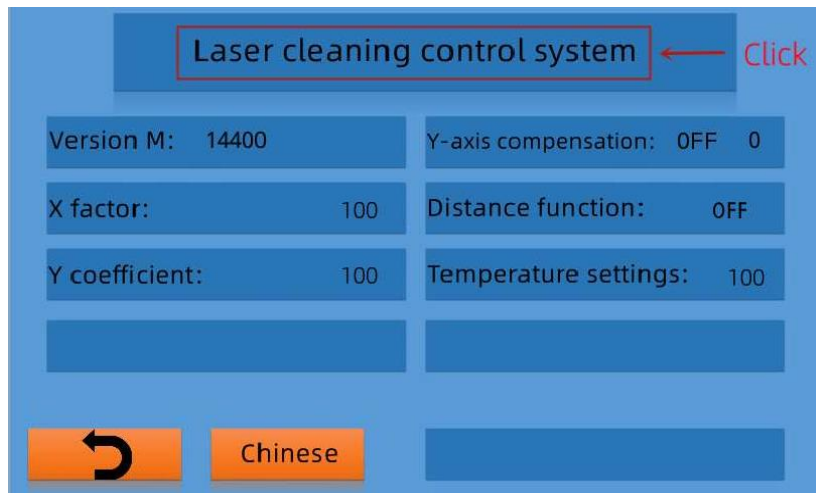 Laser cleaning control system
Click
Version M: 14400
Y-axis compensation: OFF 0
X factor: 100
Distance function: OFF
Y coefficient: 100
Temperature settings: 100
Chinese